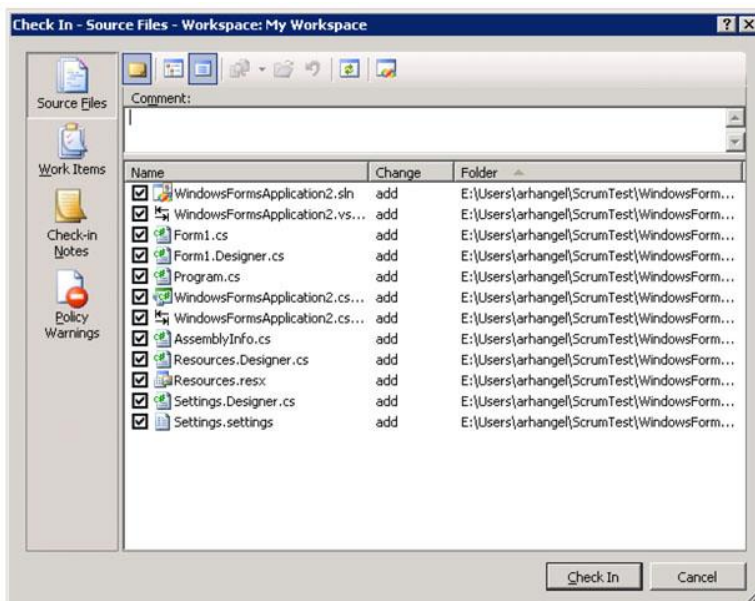 Check In - Source Files - Workspace: My Workspace
Source Files
Work Items
Check-in
Notes
Policy
Warnings
Comment:
Name Change Folder
WindowsFormsApplication2.sln add E:\Users\arhangel\ScrumTest\WindowsForm...
WindowsFormsApplication2.vs... add E:\Users\arhangel\ScrumTest\WindowsForm...
Form1.cs add E:\Users\arhangel\ScrumTest\WindowsForm...
Form1.Designer.cs add E:\Users\arhangel\ScrumTest\WindowsForm...
Program.cs add E:\Users\arhangel\ScrumTest\WindowsForm...
WindowsFormsApplication2.cs... add E:\Users\arhangel\ScrumTest\WindowsForm...
WindowsFormsApplication2.cs... add E:\Users\arhangel\ScrumTest\WindowsForm...
AssemblyInfo.cs add E:\Users\arhangel\ScrumTest\WindowsForm...
Resources.Designer.cs add E:\Users\arhangel\ScrumTest\WindowsForm...
Resources.resx add E:\Users\arhangel\ScrumTest\WindowsForm...
Settings.Designer.cs add E:\Users\arhangel\ScrumTest\WindowsForm...
Settings.settings add E:\Users\arhangel\ScrumTest\WindowsForm...
Check In Cancel